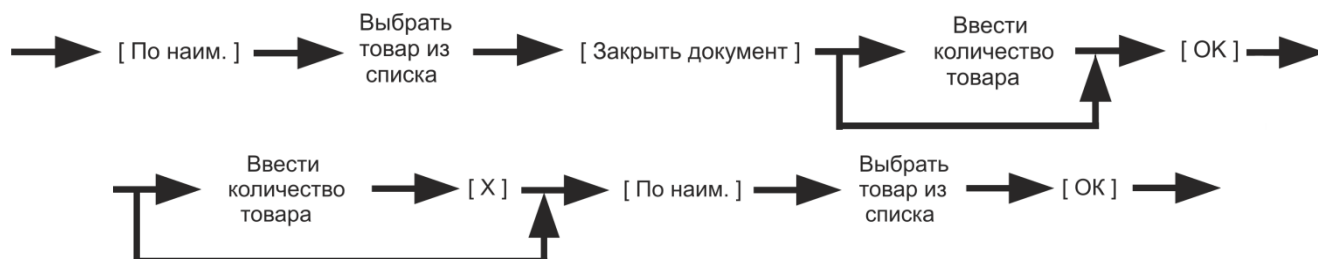 [ По наим. ]
Выбрать
товар из
списка
[ Закрыть документ ]
Ввести
количество
товара
[ OK ]
Ввести
количество
товара
[ X ]
[ По наим. ]
Выбрать
товар из
списка
[ OK ]